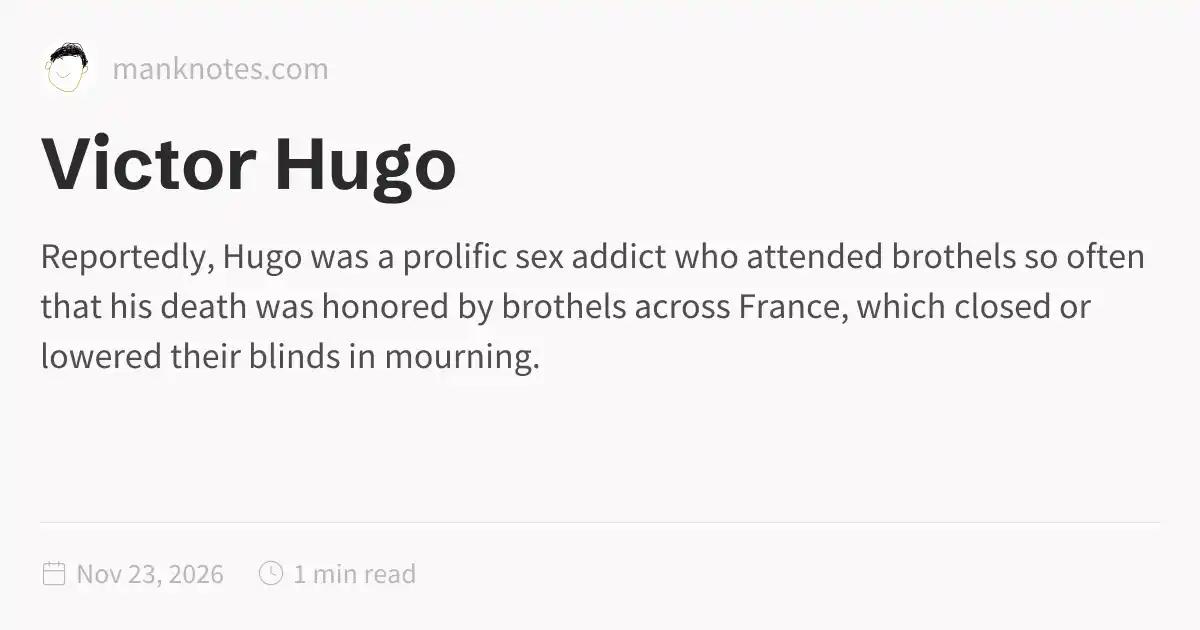 manknotes.com
Victor Hugo
Reportedly, Hugo was a prolific sex addict who attended brothels so often
that his death was honored by brothels across France, which closed or
lowered their blinds in mourning.
Nov 23, 2026 1 min read